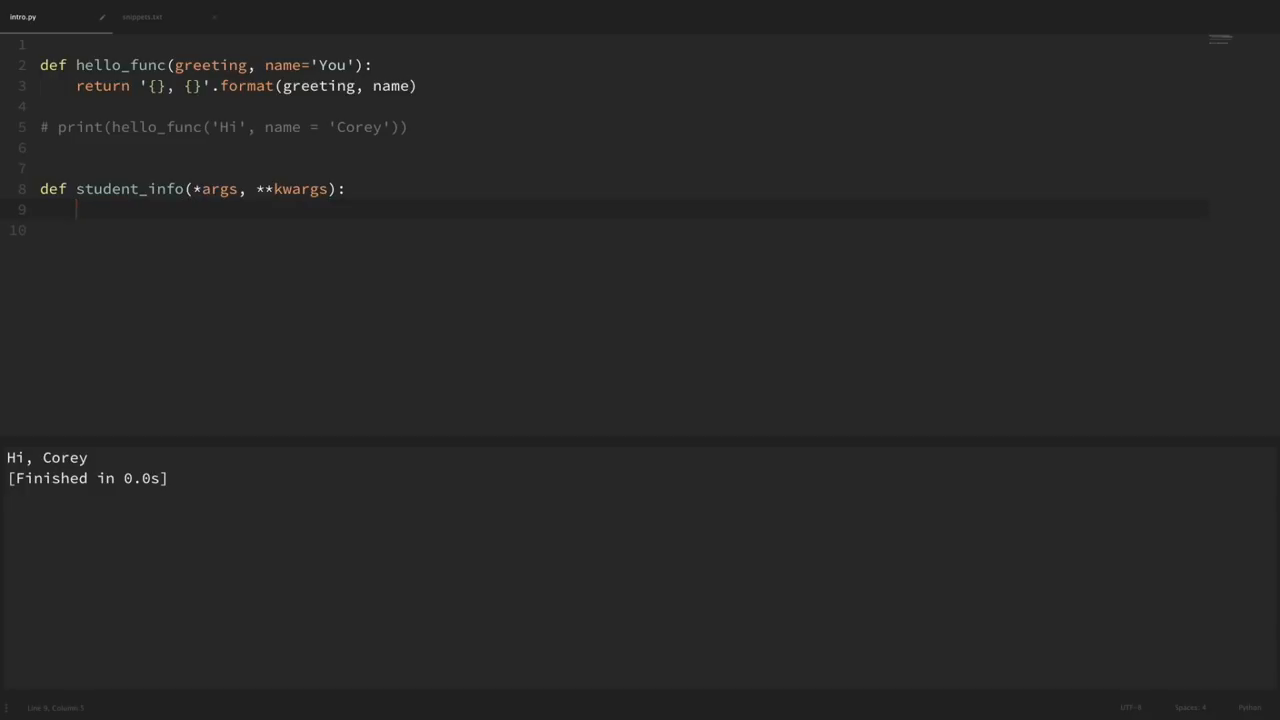 intro.py
snippets.txt
1
2 def hello_func(greeting, name='You'):
3     return '{}, {}'.format(greeting, name)
4
5 # print(hello_func('Hi', name = 'Corey'))
6
7
8 def student_info(*args, **kwargs):
9
10
Hi, Corey
[Finished in 0.0s]
Line 9, Column 5
UTF-8
Spaces: 4
Python